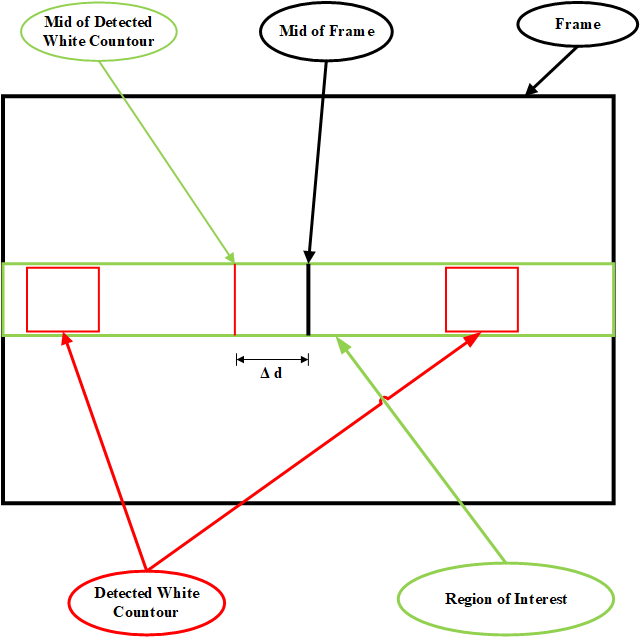 Mid of Detected
White Countour
Mid of Frame
Frame
Δ d
Detected White
Countour
Region of Interest